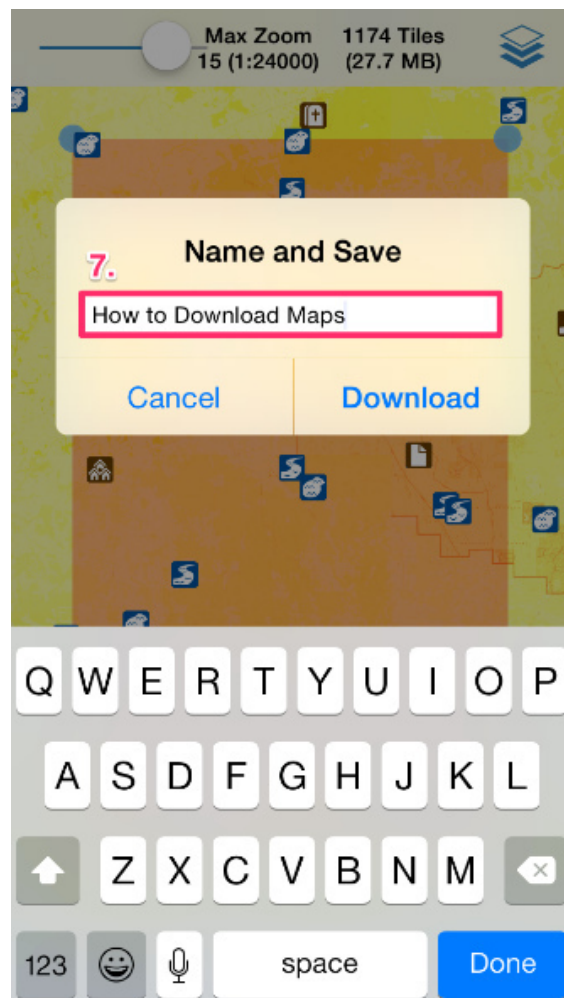 Max Zoom 1174 Tiles
15 (1:24000) (27.7 MB)
7. Name and Save
How to Download Maps
Cancel Download
Q W E R T Y U I O P
A S D F G H J K L
Z X C V B N M
123 space Done